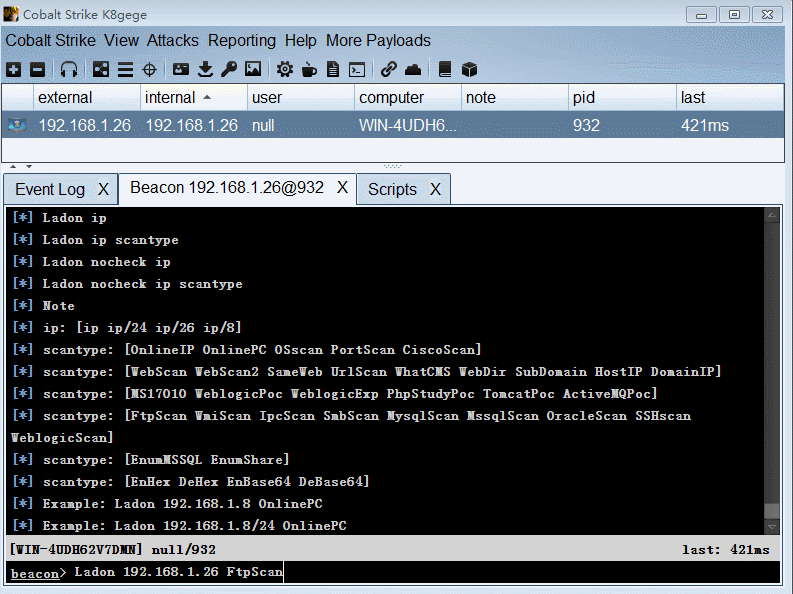 Cobalt Strike K8gege
Cobalt Strike View Attacks Reporting Help More Payloads
external internal user computer note pid last
192.168.1.26 192.168.1.26 null WIN-4UDH6... 932 421ms
Event Log X Beacon 192.168.1.26@932 X Scripts X
[*] Ladon ip
[*] Ladon ip scantype
[*] Ladon nocheck ip
[*] Ladon nocheck ip scantype
[*] Note
[*] ip: [ip ip/24 ip/26 ip/8]
[*] scantype: [OnlineIP OnlinePC OSscan PortScan CiscoScan]
[*] scantype: [WebScan WebScan2 SameWeb UrlScan WhatCMS WebDir SubDomain HostIP DomainIP]
[*] scantype: [MS17010 WeblogicPoc WeblogicExp PhpStudyPoc TomcatPoc ActiveMQPoc]
[*] scantype: [FtpScan WmiScan IpcScan SmbScan MysqlScan MssqlScan OracleScan SSHscan
WeblogicScan]
[*] scantype: [EnumMSSQL EnumShare]
[*] scantype: [EnHex DeHex EnBase64 DeBase64]
[*] Example: Ladon 192.168.1.8 OnlinePC
[*] Example: Ladon 192.168.1.8/24 OnlinePC
[WIN-4UDH62V7DMN] null/932 last: 421ms
beacon> Ladon 192.168.1.26 FtpScan